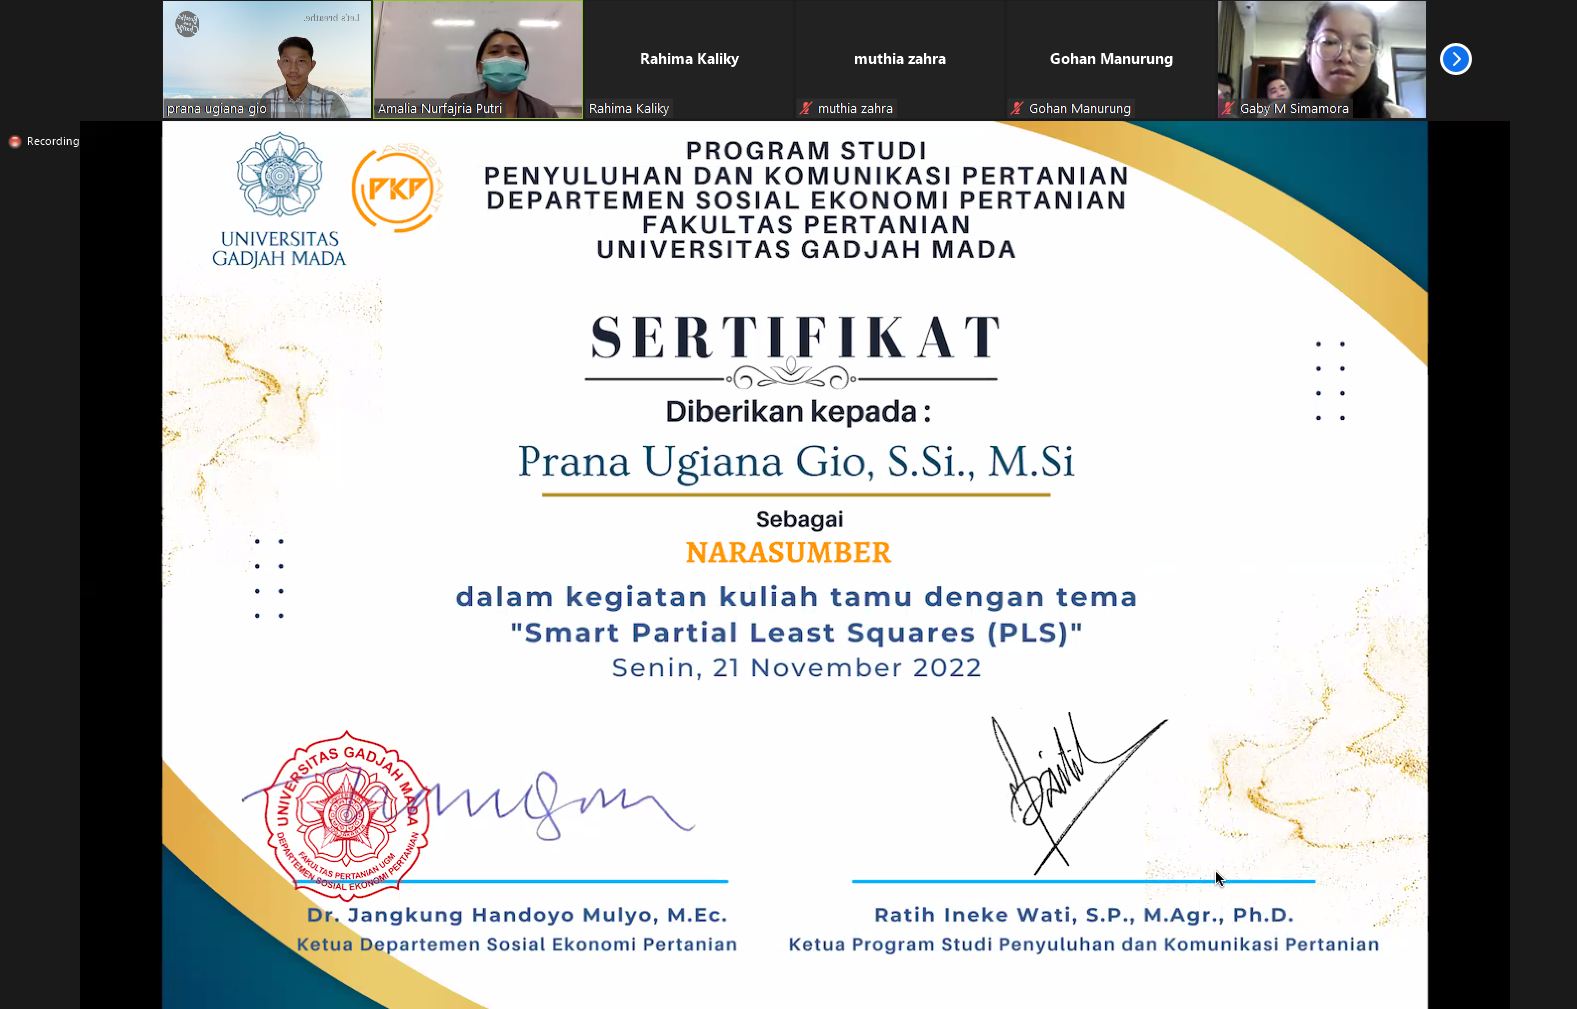 Let's breathe.
prana ugiana gio
Amalia Nurfajria Putri
Rahima Kaliky
Rahima Kaliky
muthia zahra
muthia zahra
Gohan Manurung
Gohan Manurung
Gaby M Simamora
Recording
UNIVERSITAS
GADJAH MADA
ASSISTANT
PKP
PROGRAM STUDI
PENYULUHAN DAN KOMUNIKASI PERTANIAN
DEPARTEMEN SOSIAL EKONOMI PERTANIAN
FAKULTAS PERTANIAN
UNIVERSITAS GADJAH MADA
SERTIFIKAT
Diberikan kepada :
Prana Ugiana Gio, S.Si., M.Si
Sebagai
NARASUMBER
dalam kegiatan kuliah tamu dengan tema
"Smart Partial Least Squares (PLS)"
Senin, 21 November 2022
UNIVERSITAS GADJAH MADA
FAKULTAS PERTANIAN UGM
DEPARTEMEN SOSIAL EKONOMI PERTANIAN
Dr. Jangkung Handoyo Mulyo, M.Ec.
Ketua Departemen Sosial Ekonomi Pertanian
Ratih Ineke Wati, S.P., M.Agr., Ph.D.
Ketua Program Studi Penyuluhan dan Komunikasi Pertanian